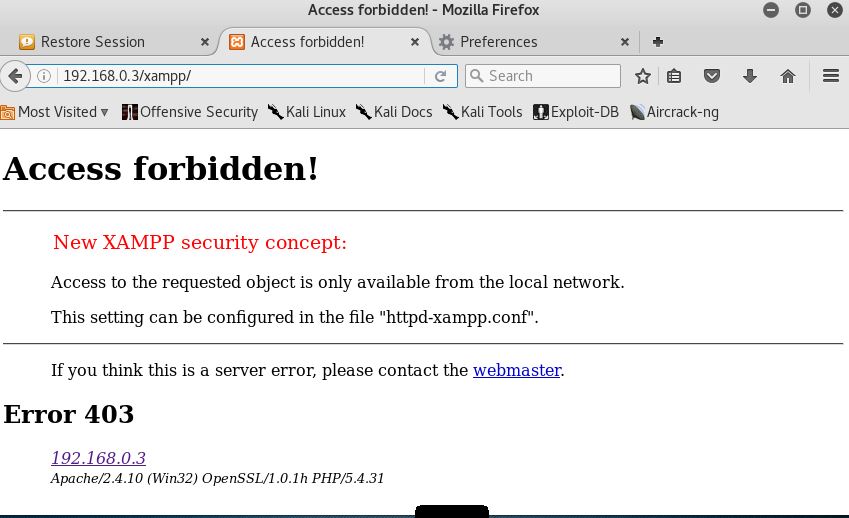 Access forbidden! - Mozilla Firefox
Restore Session
Access forbidden!
Preferences
192.168.0.3/xampp/
Search
Most Visited
Offensive Security
Kali Linux
Kali Docs
Kali Tools
Exploit-DB
Aircrack-ng
Access forbidden!
New XAMPP security concept:
Access to the requested object is only available from the local network.
This setting can be configured in the file "httpd-xampp.conf".
If you think this is a server error, please contact the webmaster.
Error 403
192.168.0.3
Apache/2.4.10 (Win32) OpenSSL/1.0.1h PHP/5.4.31